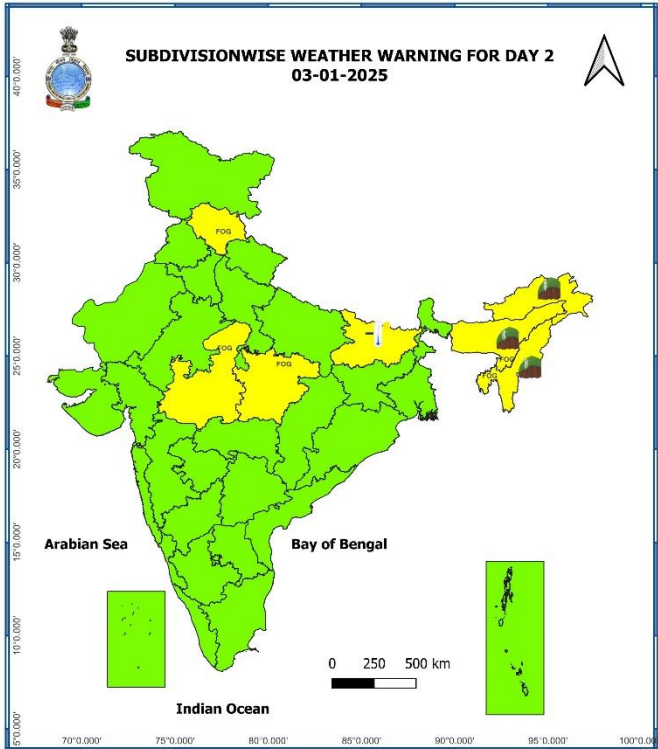 SUBDIVISIONWISE WEATHER WARNING FOR DAY 2
03-01-2025
40°0.000'
35°0.000'
30°0.000'
25°0.000'
20°0.000'
15°0.000'
10°0.000'
5°0.000'
FOG
FOG
FOG
FOG
FOG
Arabian Sea
Bay of Bengal
0 250 500 km
Indian Ocean
70°0.000' 75°0.000' 80°0.000' 85°0.000' 90°0.000' 95°0.000' 100°0.00